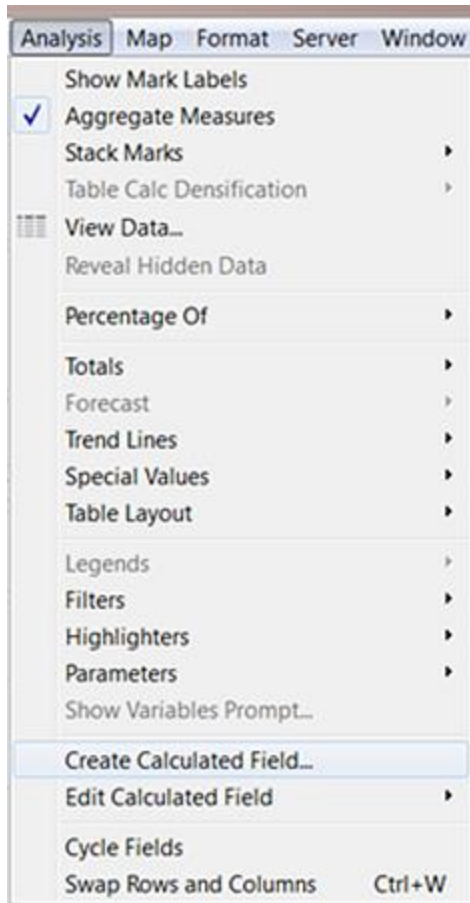 Analysis Map Format Server Window
Show Mark Labels
Aggregate Measures
Stack Marks
Table Calc Densification
View Data...
Reveal Hidden Data
Percentage Of
Totals
Forecast
Trend Lines
Special Values
Table Layout
Legends
Filters
Highlighters
Parameters
Show Variables Prompt...
Create Calculated Field...
Edit Calculated Field
Cycle Fields
Swap Rows and Columns Ctrl+W